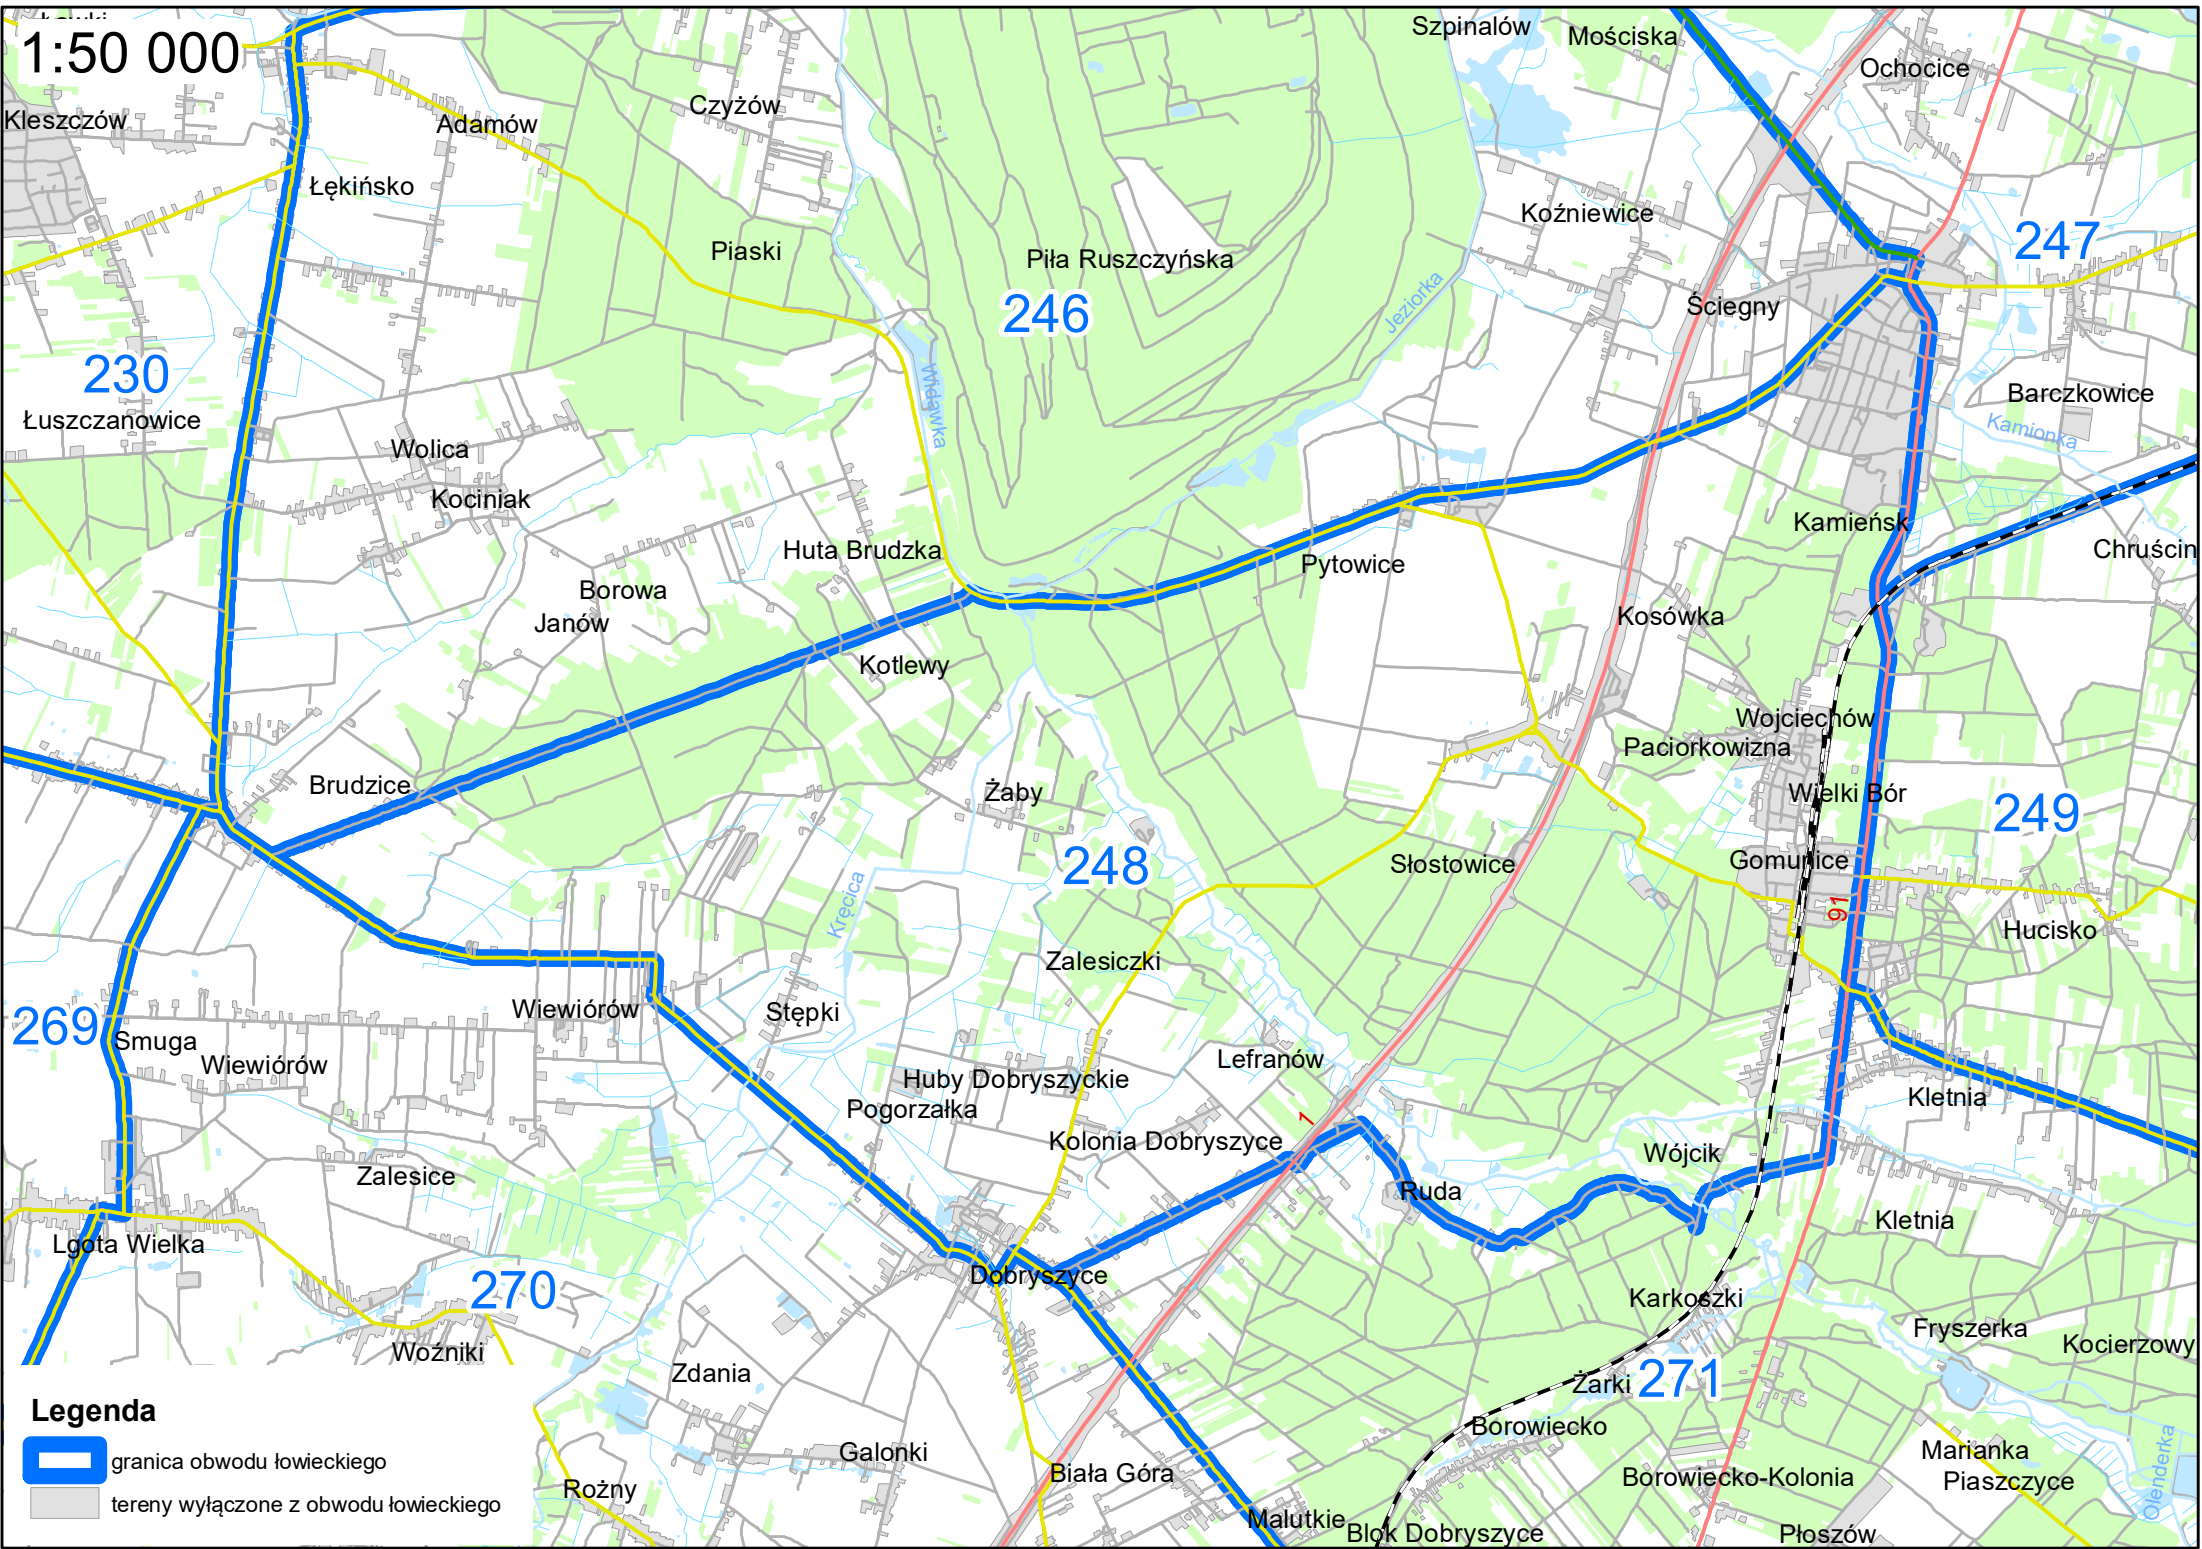 1:50 000
Szpinalów
Mościska
Ochocice
Kleszczów
Adamów
Czyżów
Łękińsko
Koźniewice
Piaski
Piła Ruszczyńska
247
246
Jeziorka
Ściegny
230
Widawka
Łuszczanowice
Barczkowice
Kamionka
Wolica
Kociniak
Kamieńsk
Huta Brudzka
Pytowice
Chruścin
Borowa
Janów
Kosówka
Kotlewy
Wojciechów
Paciorkowizna
Brudzice
Żaby
Wielki Bór
249
248
Słostowice
Gomunice
Kręcica
91
Hucisko
Zalesiczki
Wiewiórów
Stępki
269
Smuga
Wiewiórów
Lefranów
Huby Dobryszyckie
Pogorzałka
Kletnia
1
Kolonia Dobryszyce
Wójcik
Zalesice
Ruda
Kletnia
Lgota Wielka
Dobryszyce
270
Karkoszki
Fryszerka
Kocierzowy
Woźniki
Zdania
Żarki
271
Legenda
Borowiecko
Galonki
Marianka
granica obwodu łowieckiego
Biała Góra
Borowiecko-Kolonia
Piaszczyce
Rożny
Olenderka
tereny wyłączone z obwodu łowieckiego
Malutkie
Blok Dobryszyce
Płoszów